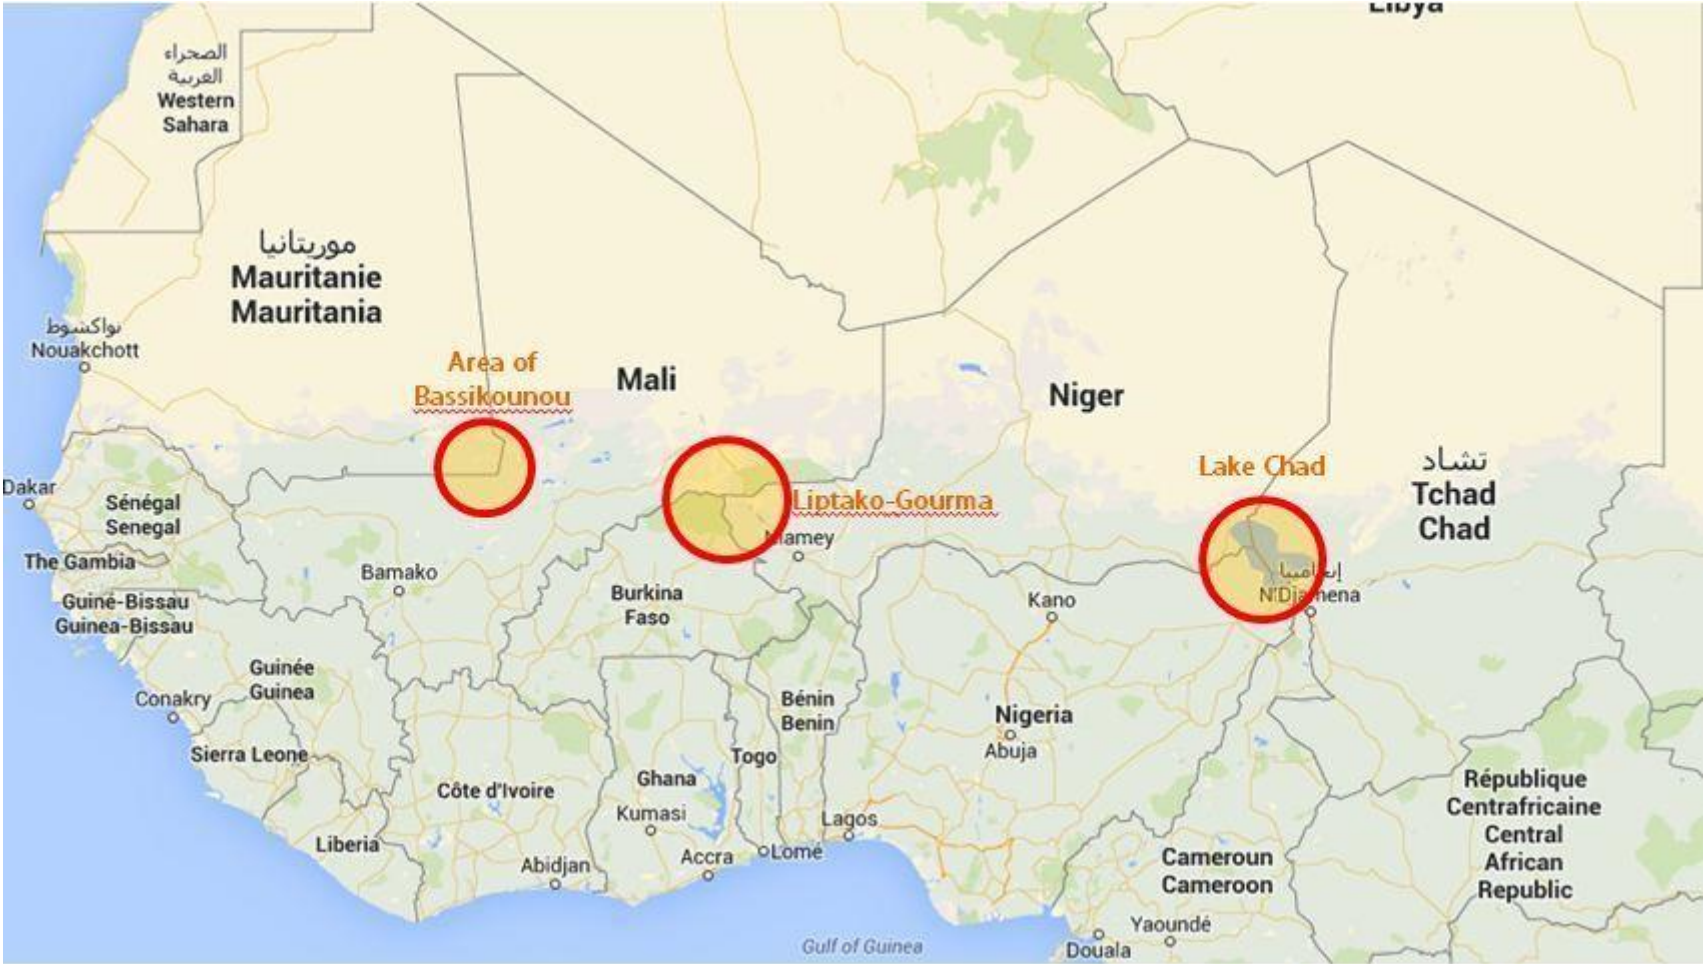 Libya
الصحراء
الغربية
Western
Sahara
موريتانيا
Mauritanie
Mauritania
نواكشوط
Nouakchott
Area of
Bassikounou
Mali
Niger
Lake Chad
تشاد
Tchad
Chad
Dakar
Sénégal
Senegal
Liptako-Gourma
Niamey
The Gambia
Bamako
إنجامينا
N'Djamena
Guiné-Bissau
Guinea-Bissau
Burkina
Faso
Kano
Guinée
Guinea
Conakry
Bénin
Benin
Nigeria
Abuja
Sierra Leone
Togo
Ghana
Côte d'Ivoire
Kumasi
Lagos
République
Centrafricaine
Central
African
Republic
Liberia
Abidjan
Accra
Lomé
Cameroun
Cameroon
Yaoundé
Douala
Gulf of Guinea